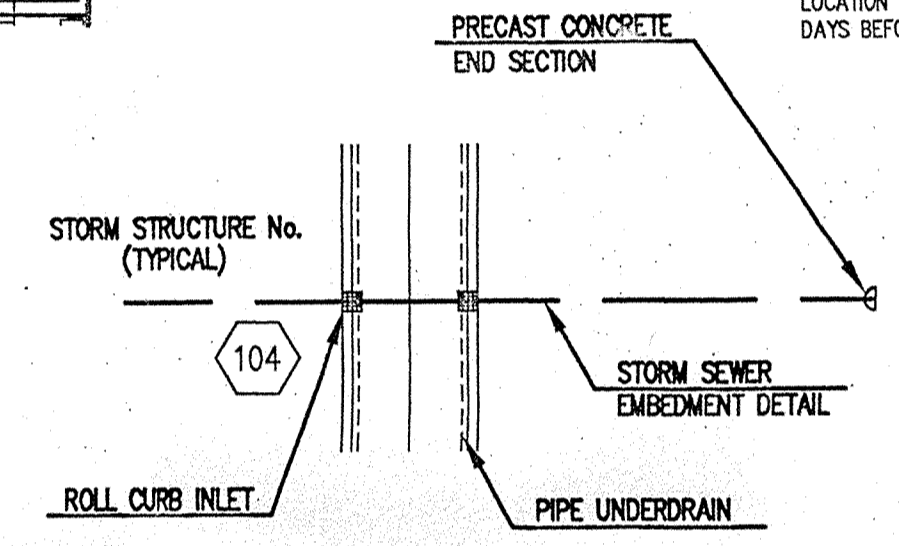 LOCATION
DAYS BEFO
PRECAST CONCRETE
END SECTION
STORM STRUCTURE No.
(TYPICAL)
104
STORM SEWER
EMBEDMENT DETAIL
ROLL CURB INLET
PIPE UNDERDRAIN